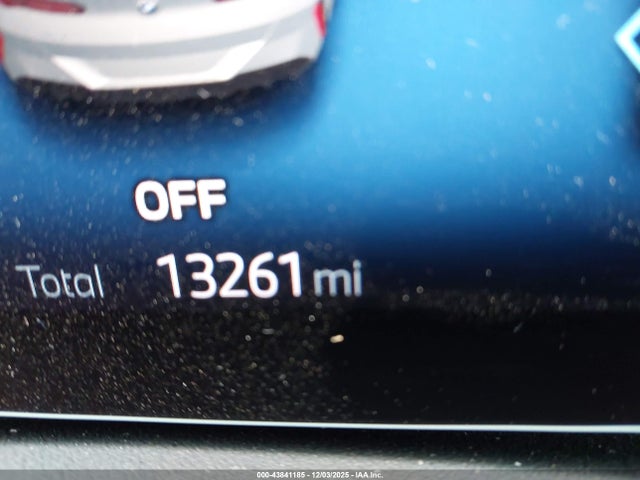 OFF
Total 13261 mi
000-43841185 - 12/03/2025 - IAA Inc.